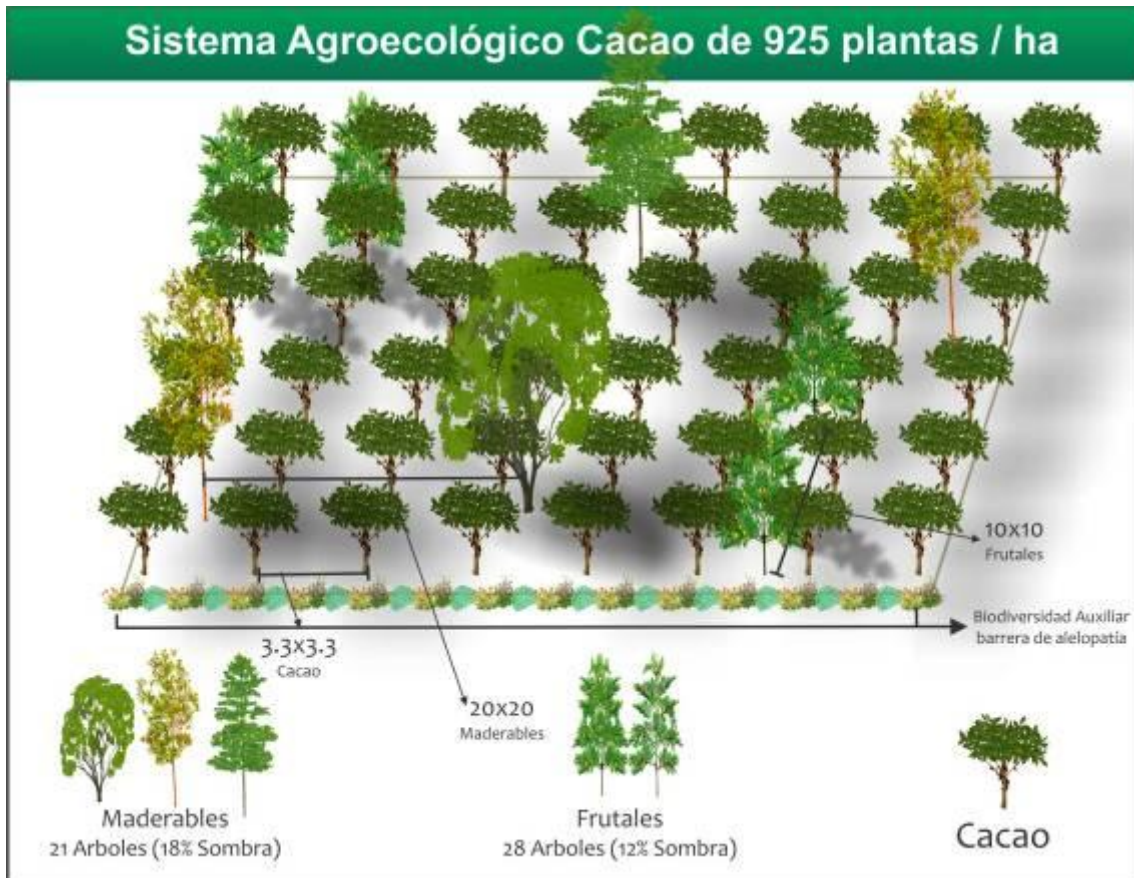 Sistema Agroecológico Cacao de 925 plantas / ha
10x10
Frutales
Biodiversidad Auxiliar
barrera de alelopatía
3.3x3.3
Cacao
20x20
Maderables
Maderables
21 Arboles (18% Sombra)
Frutales
28 Arboles (12% Sombra)
Cacao